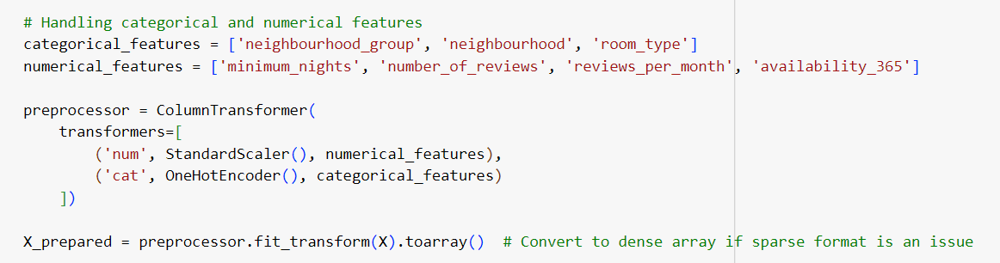 # Handling categorical and numerical features
categorical_features = ['neighbourhood_group', 'neighbourhood', 'room_type']
numerical_features = ['minimum_nights', 'number_of_reviews', 'reviews_per_month', 'availability_365']
preprocessor = ColumnTransformer(
    transformers=[
        ('num', StandardScaler(), numerical_features),
        ('cat', OneHotEncoder(), categorical_features)
    ])
X_prepared = preprocessor.fit_transform(X).toarray()  # Convert to dense array if sparse format is an issue